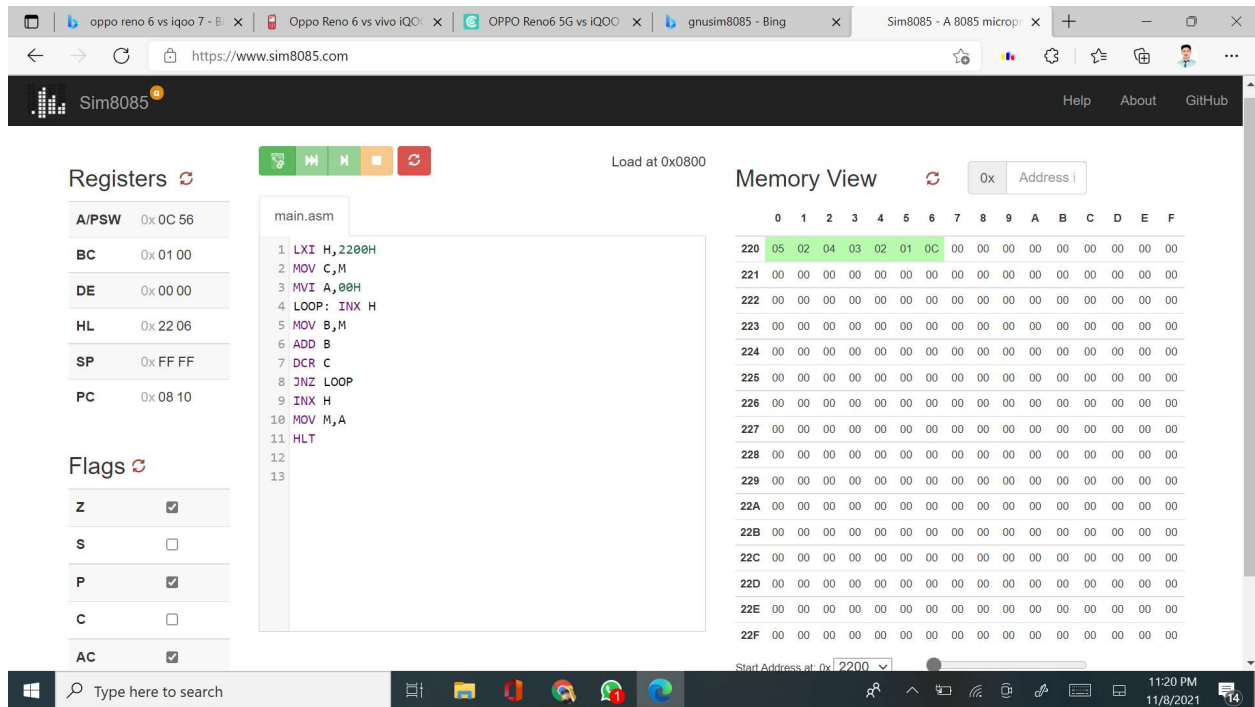 oppo reno 6 vs iqoo 7 - B
Oppo Reno 6 vs vivo iQO
OPPO Reno6 5G vs iQOO
gnusim8085 - Bing
Sim8085 - A 8085 microp
https://www.sim8085.com
Sim8085 α
Help About GitHub
Load at 0x0800
Registers
A/PSW 0x 0C 56
BC 0x 01 00
DE 0x 00 00
HL 0x 22 06
SP 0x FF FF
PC 0x 08 10
Flags
Z
S
P
C
AC
main.asm
1 LXI H,2200H
2 MOV C,M
3 MVI A,00H
4 LOOP: INX H
5 MOV B,M
6 ADD B
7 DCR C
8 JNZ LOOP
9 INX H
10 MOV M,A
11 HLT
12
13
Memory View 0x Address i
0 1 2 3 4 5 6 7 8 9 A B C D E F
220 05 02 04 03 02 01 0C 00 00 00 00 00 00 00 00 00
221 00 00 00 00 00 00 00 00 00 00 00 00 00 00 00 00
222 00 00 00 00 00 00 00 00 00 00 00 00 00 00 00 00
223 00 00 00 00 00 00 00 00 00 00 00 00 00 00 00 00
224 00 00 00 00 00 00 00 00 00 00 00 00 00 00 00 00
225 00 00 00 00 00 00 00 00 00 00 00 00 00 00 00 00
226 00 00 00 00 00 00 00 00 00 00 00 00 00 00 00 00
227 00 00 00 00 00 00 00 00 00 00 00 00 00 00 00 00
228 00 00 00 00 00 00 00 00 00 00 00 00 00 00 00 00
229 00 00 00 00 00 00 00 00 00 00 00 00 00 00 00 00
22A 00 00 00 00 00 00 00 00 00 00 00 00 00 00 00 00
22B 00 00 00 00 00 00 00 00 00 00 00 00 00 00 00 00
22C 00 00 00 00 00 00 00 00 00 00 00 00 00 00 00 00
22D 00 00 00 00 00 00 00 00 00 00 00 00 00 00 00 00
22E 00 00 00 00 00 00 00 00 00 00 00 00 00 00 00 00
22F 00 00 00 00 00 00 00 00 00 00 00 00 00 00 00 00
Start Address at: 0x 2200
Type here to search
1
11:20 PM
11/8/2021
14